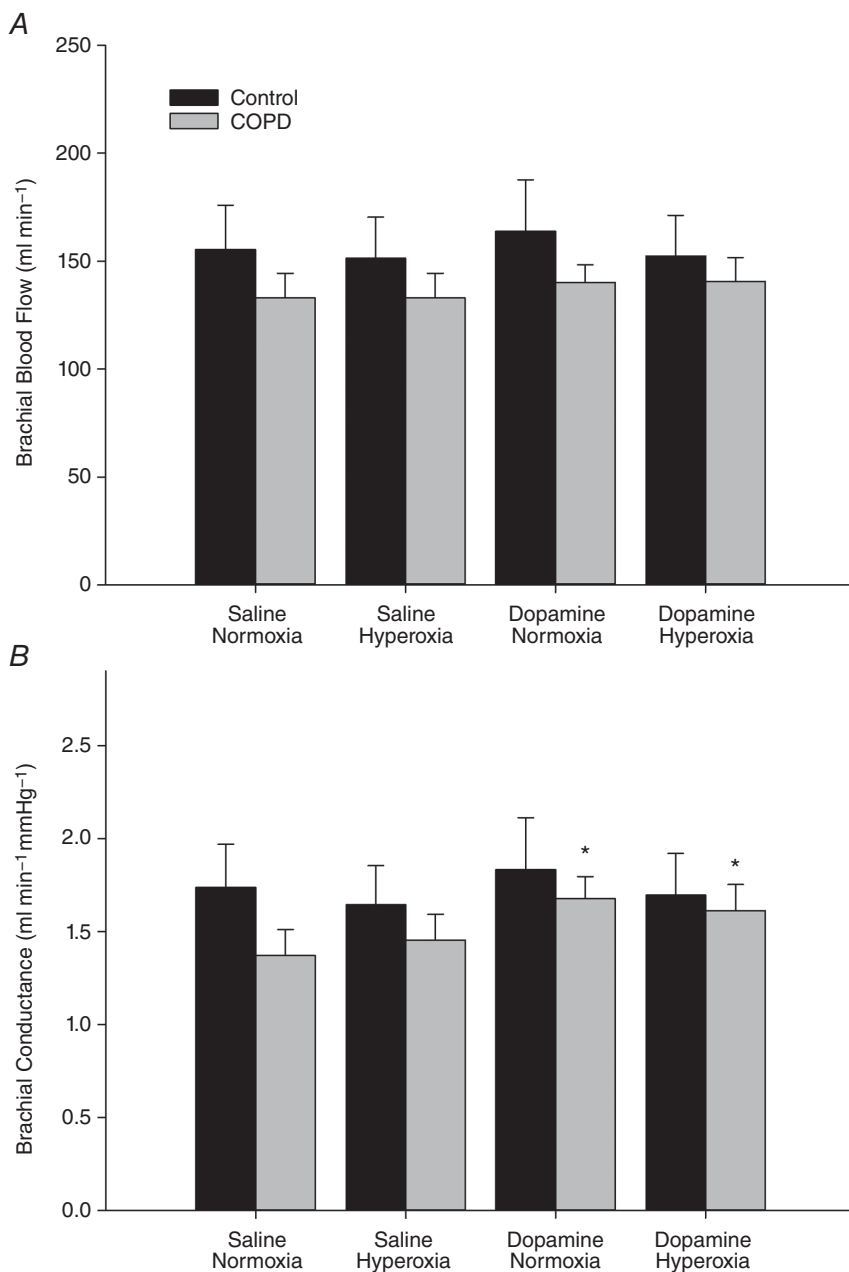 A
250
200
150
100
50
0
Brachial Blood Flow (ml min⁻¹)
Control
COPD
Saline
Normoxia
Saline
Hyperoxia
Dopamine
Normoxia
Dopamine
Hyperoxia
B
2.5
2.0
1.5
1.0
0.5
0.0
Brachial Conductance (ml min⁻¹ mmHg⁻¹)
*
*
Saline
Normoxia
Saline
Hyperoxia
Dopamine
Normoxia
Dopamine
Hyperoxia